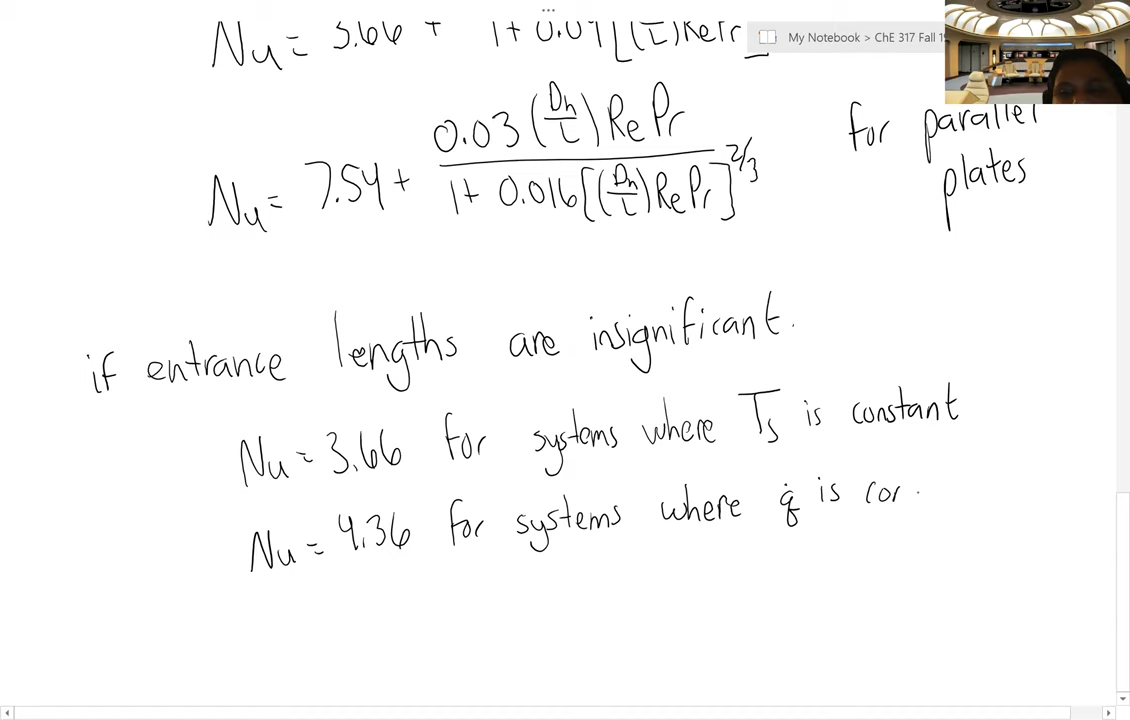 Nu = 3.66 +
My Notebook > ChE 317 Fall 19
Nu = 7.54 + 0.03 (Dh/L) Re Pr / 1 + 0.016 [(Dh/L) Re Pr]^2/3 for parallel plates
if entrance lengths are insignificant.
Nu = 3.66 for systems where Ts is constant
Nu = 4.36 for systems where q̇ is con